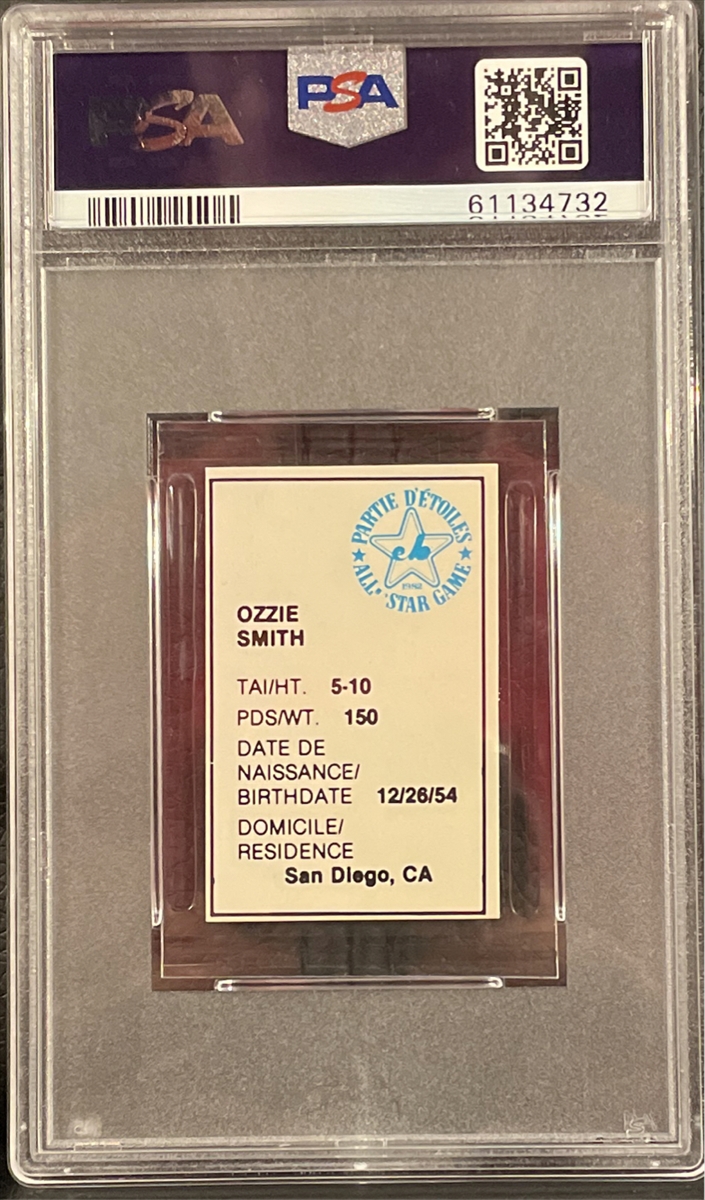 PSA
PSA
61134732
PARTIE D'ÉTOILES
eb
1982
ALL-STAR GAME
OZZIE
SMITH
TAI/HT. 5-10
PDS/WT. 150
DATE DE
NAISSANCE/
BIRTHDATE 12/26/54
DOMICILE/
RESIDENCE
San Diego, CA